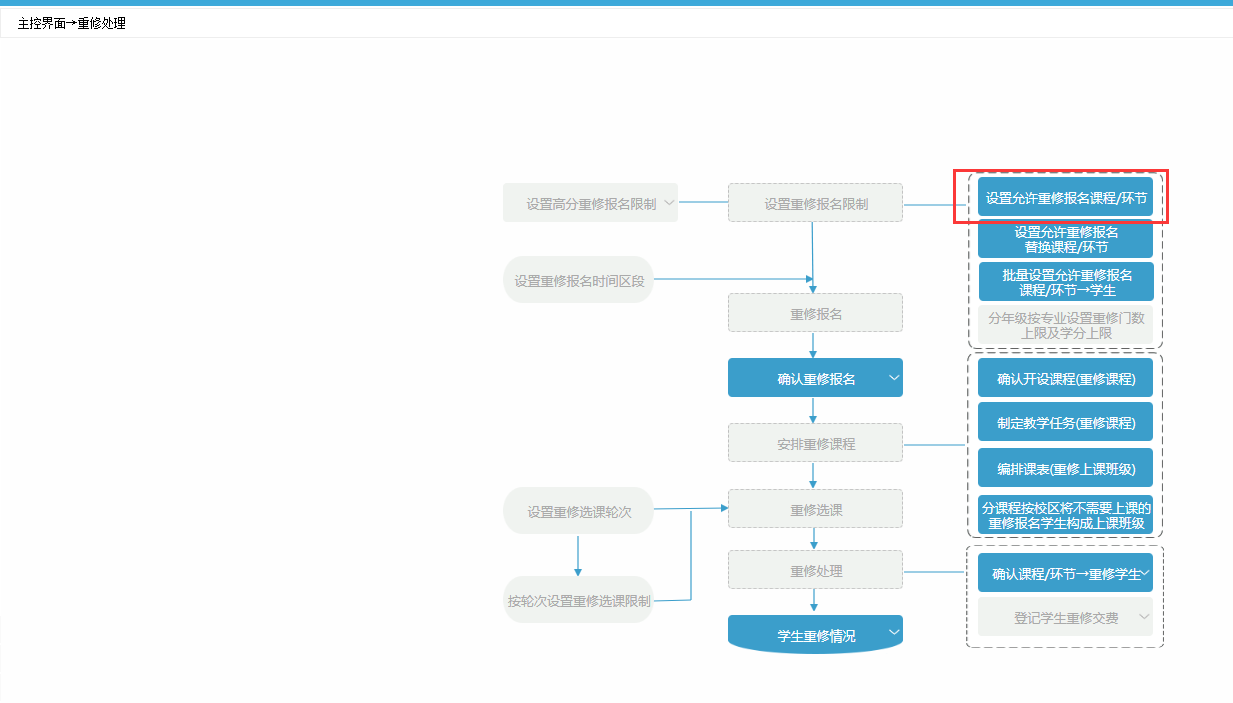 主控界面→重修处理
设置高分重修报名限制
设置重修报名限制
设置允许重修报名课程/环节
设置允许重修报名
替换课程/环节
设置重修报名时间区段
批量设置允许重修报名
课程/环节→学生
重修报名
分年级按专业设置重修门数
上限及学分上限
确认重修报名
确认开设课程(重修课程)
制定教学任务(重修课程)
安排重修课程
编排课表(重修上课班级)
设置重修选课轮次
重修选课
分课程按校区将不需要上课的
重修报名学生构成上课班级
重修处理
确认课程/环节→重修学生
按轮次设置重修选课限制
登记学生重修交费
学生重修情况